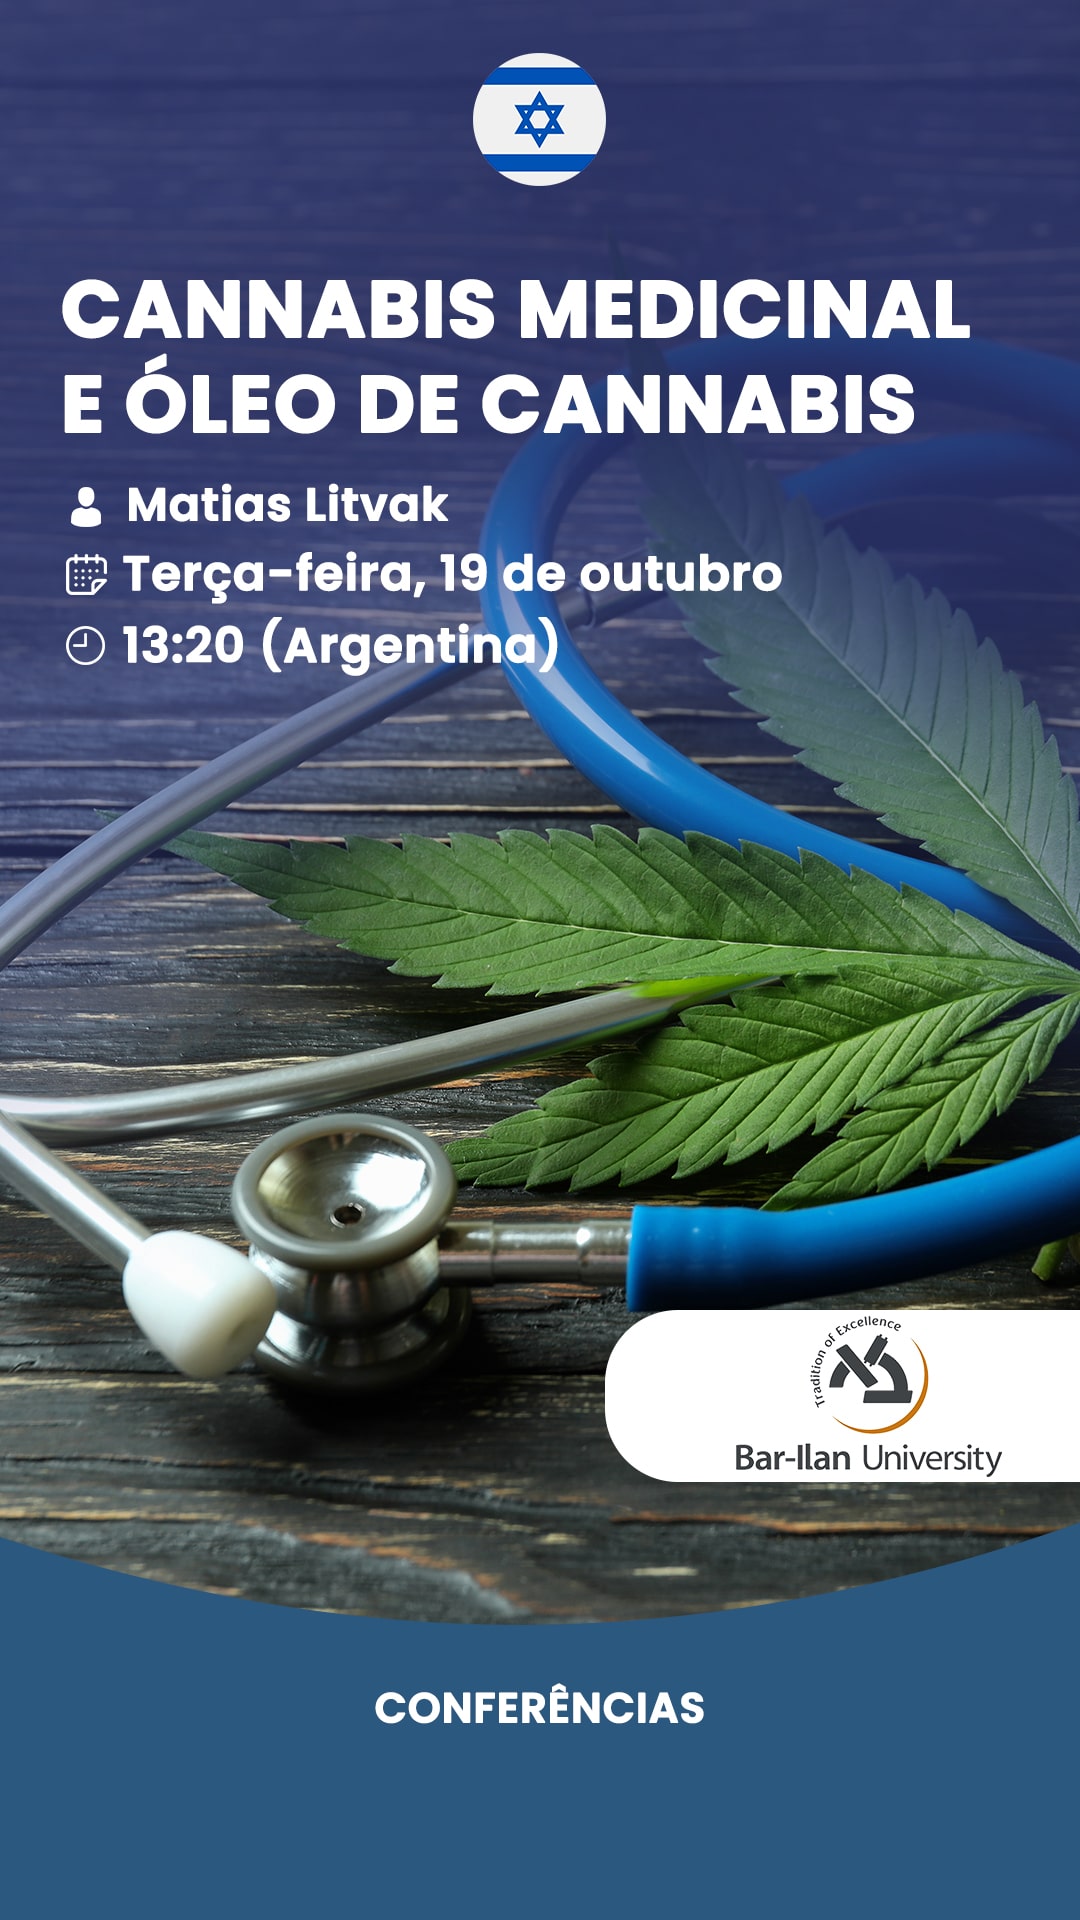 CANNABIS MEDICINAL
E ÓLEO DE CANNABIS
Matias Litvak
Terça-feira, 19 de outubro
13:20 (Argentina)
Tradition of Excellence
Bar-Ilan University
CONFERÊNCIAS